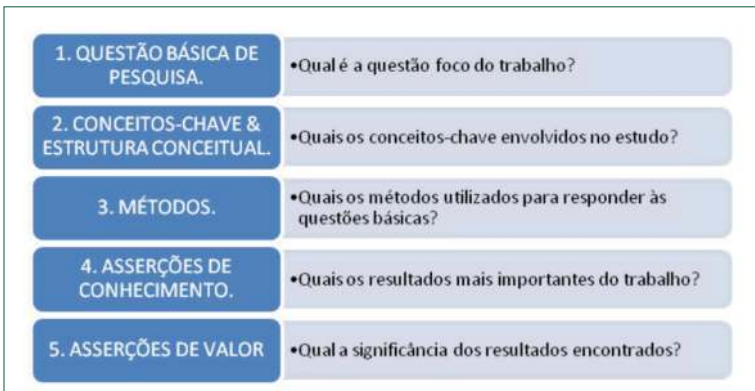 1. QUESTÃO BÁSICA DE
PESQUISA.
•Qual é a questão foco do trabalho?
2. CONCEITOS-CHAVE &
ESTRUTURA CONCEITUAL.
•Quais os conceitos-chave envolvidos no estudo?
3. MÉTODOS.
•Quais os métodos utilizados para responder às
questões básicas?
4. ASSERÇÕES DE
CONHECIMENTO.
•Quais os resultados mais importantes do trabalho?
5. ASSERÇÕES DE VALOR
•Qual a significância dos resultados encontrados?